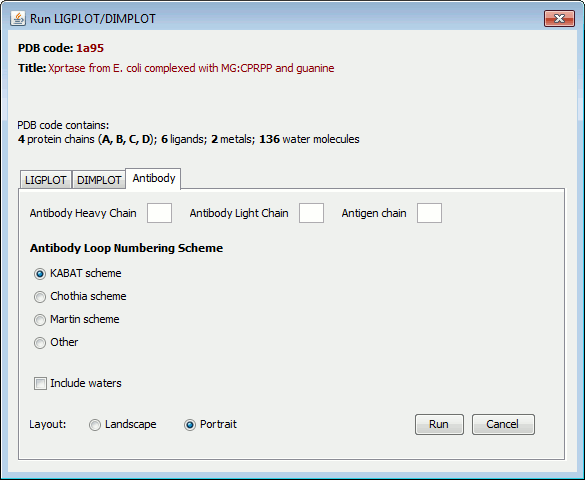 Run LIGPLOT/DIMPLOT
PDB code: 1a95
Title: Xprtase from E. coli complexed with MG:CPRPP and guanine
PDB code contains:
4 protein chains (A, B, C, D); 6 ligands; 2 metals; 136 water molecules
LIGPLOT DIMPLOT Antibody
Antibody Heavy Chain Antibody Light Chain Antigen chain
Antibody Loop Numbering Scheme
KABAT scheme
Chothia scheme
Martin scheme
Other
Include waters
Layout: Landscape Portrait Run Cancel